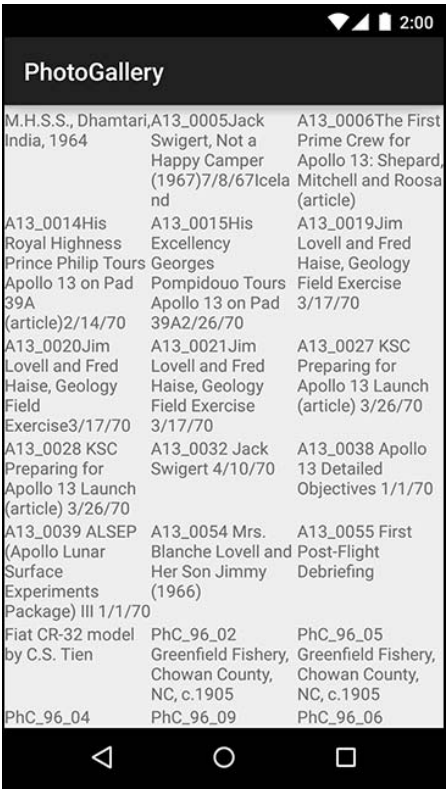 2:00
PhotoGallery
M.H.S.S., Dhamtari,
India, 1964
A13_0005Jack
Swigert, Not a
Happy Camper
(1967)7/8/67Icela
nd
A13_0006The First
Prime Crew for
Apollo 13: Shepard,
Mitchell and Roosa
(article)
A13_0014His
Royal Highness
Prince Philip Tours
Apollo 13 on Pad
39A
(article)2/14/70
A13_0015His
Excellency
Georges
Pompidouo Tours
Apollo 13 on Pad
39A2/26/70
A13_0019Jim
Lovell and Fred
Haise, Geology
Field Exercise
3/17/70
A13_0020Jim
Lovell and Fred
Haise, Geology
Field
Exercise3/17/70
A13_0021Jim
Lovell and Fred
Haise, Geology
Field Exercise
3/17/70
A13_0027 KSC
Preparing for
Apollo 13 Launch
(article) 3/26/70
A13_0028 KSC
Preparing for
Apollo 13 Launch
(article) 3/26/70
A13_0032 Jack
Swigert 4/10/70
A13_0038 Apollo
13 Detailed
Objectives 1/1/70
A13_0039 ALSEP
(Apollo Lunar
Surface
Experiments
Package) III 1/1/70
A13_0054 Mrs.
Blanche Lovell and
Her Son Jimmy
(1966)
A13_0055 First
Post-Flight
Debriefing
Fiat CR-32 model
by C.S. Tien
PhC_96_02
Greenfield Fishery,
Chowan County,
NC, c.1905
PhC_96_05
Greenfield Fishery,
Chowan County,
NC, c.1905
PhC_96_04
PhC_96_09
PhC_96_06